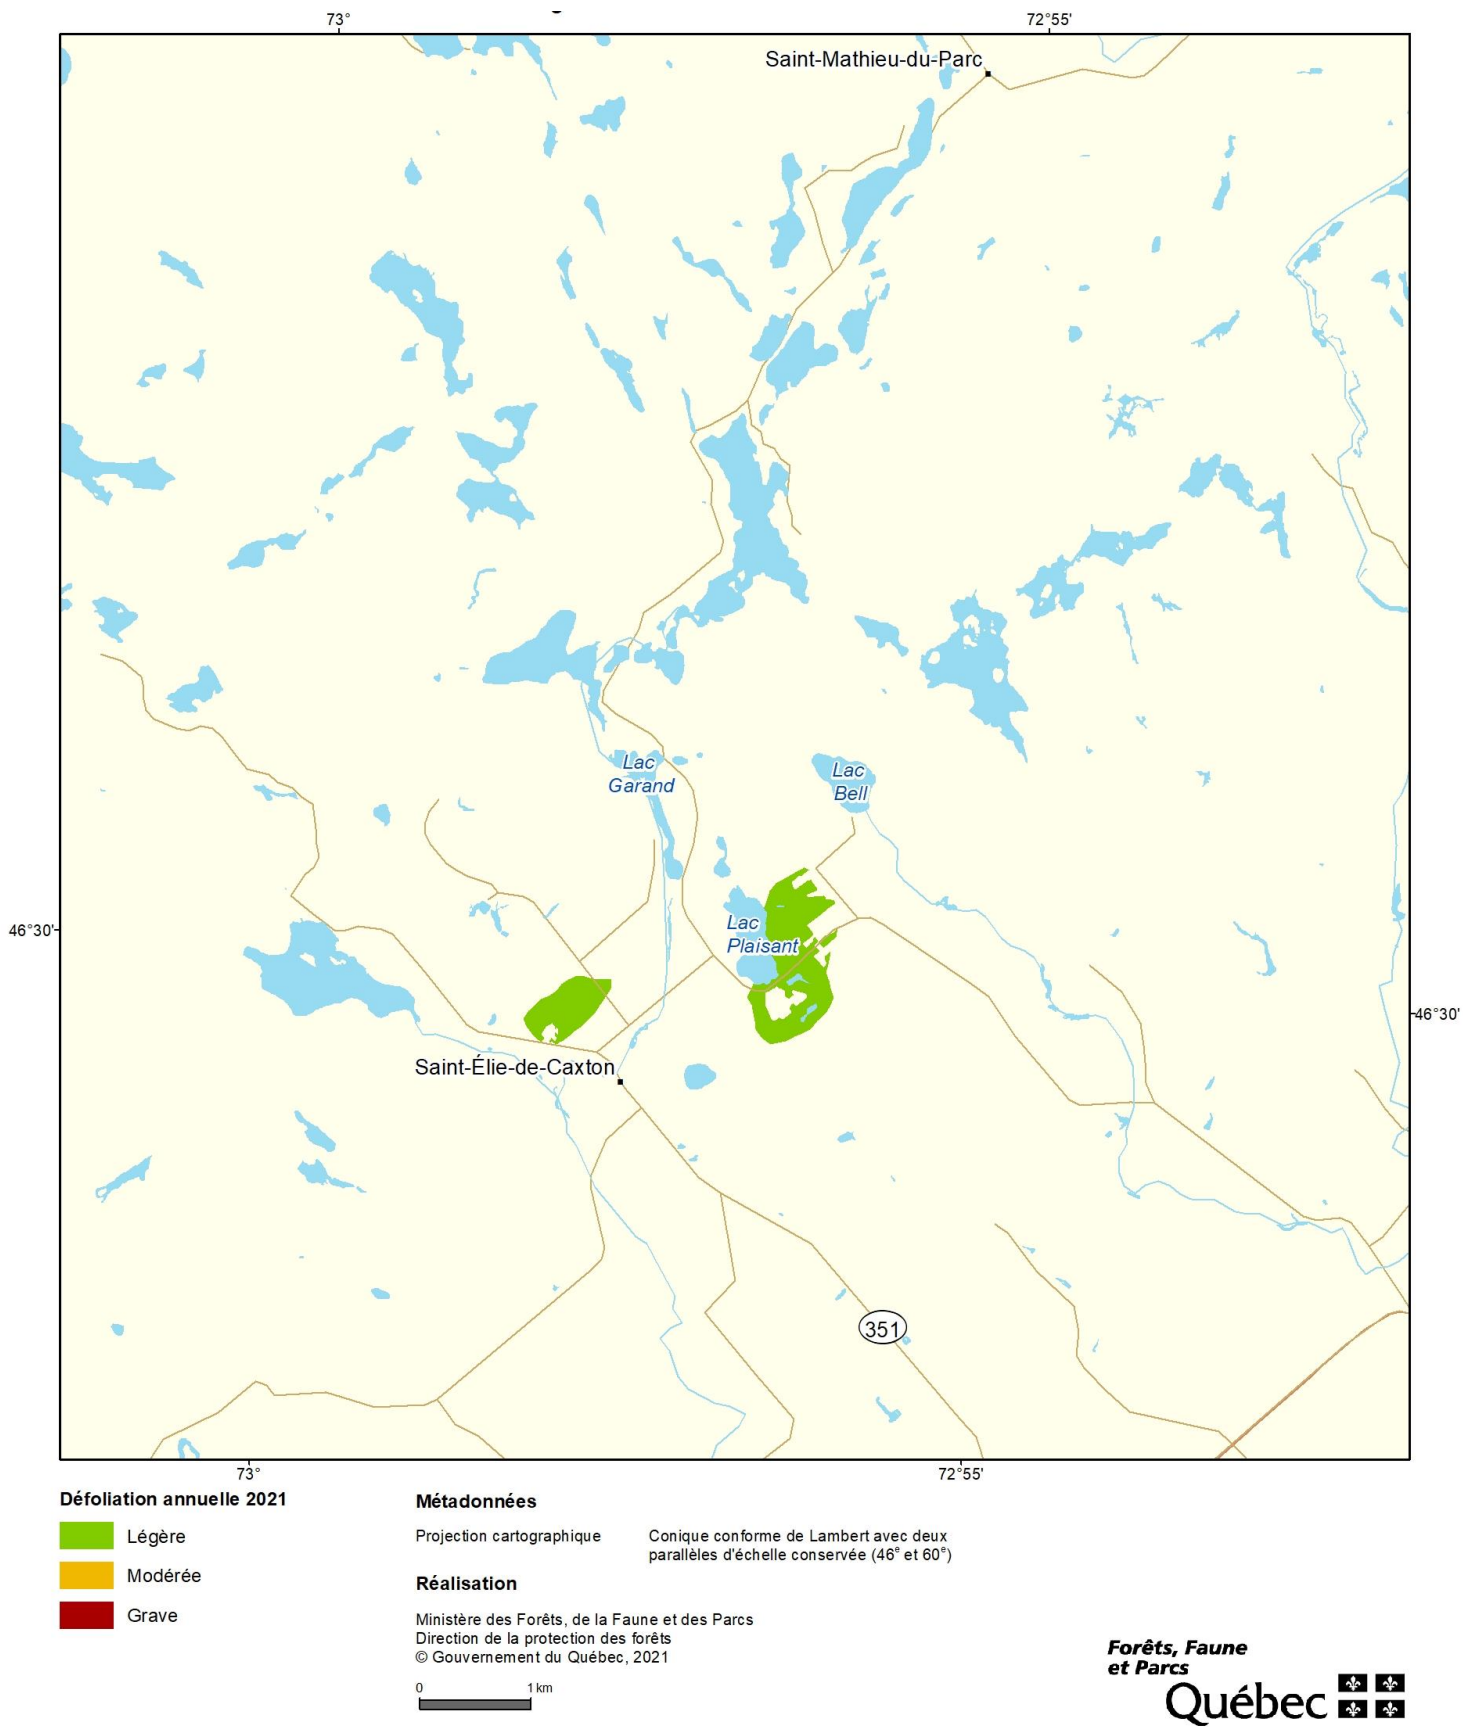 73°
72°55'
Saint-Mathieu-du-Parc
Lac
Garand
Lac
Bell
46°30'
Lac
Plaisant
46°30'
Saint-Élie-de-Caxton
351
73°
72°55'
Défoliation annuelle 2021
Légère
Modérée
Grave
Métadonnées
Projection cartographique
Conique conforme de Lambert avec deux
parallèles d'échelle conservée (46e et 60e)
Réalisation
Ministère des Forêts, de la Faune et des Parcs
Direction de la protection des forêts
© Gouvernement du Québec, 2021
0 1 km
Forêts, Faune
et Parcs
Québec